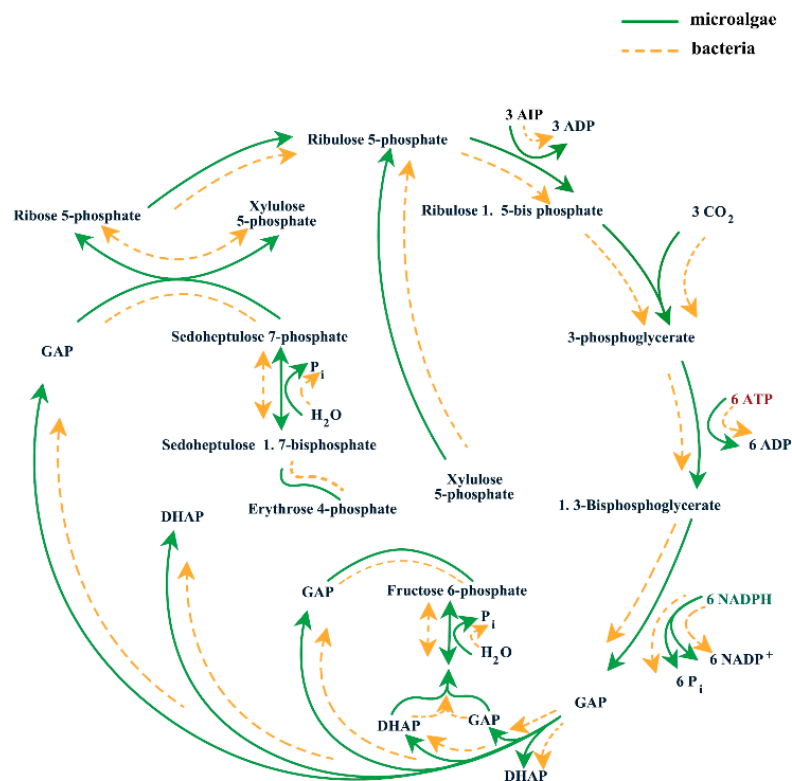 microalgae
bacteria
3 AIP
3 ADP
Ribulose 5-phosphate
Ribose 5-phosphate
Xylulose
5-phosphate
Ribulose 1. 5-bis phosphate
3 CO2
GAP
Sedoheptulose 7-phosphate
Pi
H2O
3-phosphoglycerate
6 ATP
6 ADP
Sedoheptulose 1. 7-bisphosphate
Erythrose 4-phosphate
Xylulose
5-phosphate
1. 3-Bisphosphoglycerate
DHAP
GAP
Fructose 6-phosphate
Pi
H2O
6 NADPH
6 NADP+
6 Pi
GAP
DHAP
GAP
DHAP